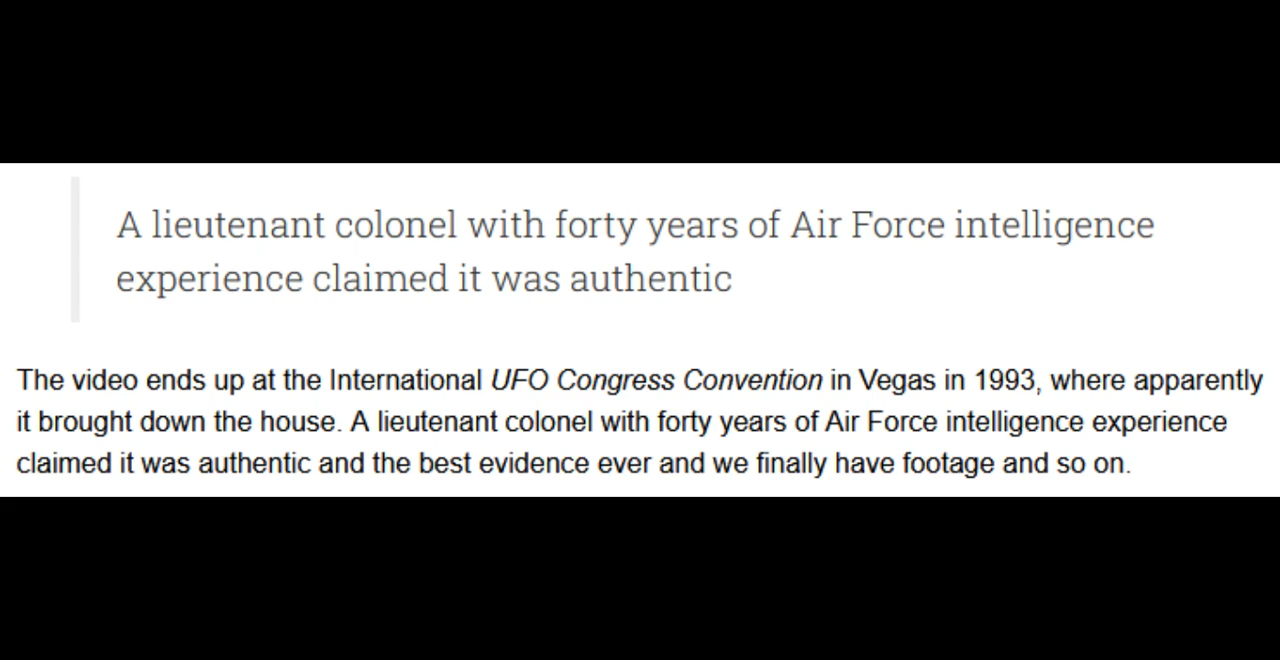 A lieutenant colonel with forty years of Air Force intelligence
experience claimed it was authentic
The video ends up at the International UFO Congress Convention in Vegas in 1993, where apparently
it brought down the house. A lieutenant colonel with forty years of Air Force intelligence experience
claimed it was authentic and the best evidence ever and we finally have footage and so on.